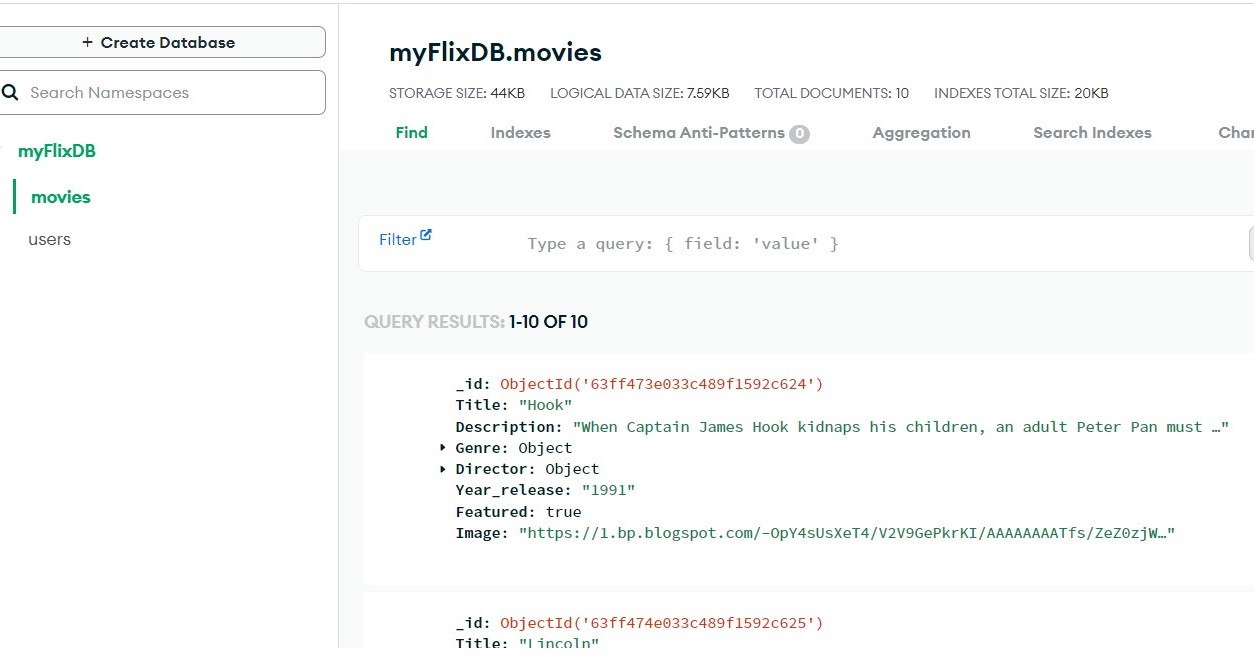 + Create Database
Search Namespaces
myFlixDB
movies
users
myFlixDB.movies
STORAGE SIZE: 44KB LOGICAL DATA SIZE: 7.59KB TOTAL DOCUMENTS: 10 INDEXES TOTAL SIZE: 20KB
Find Indexes Schema Anti-Patterns 0 Aggregation Search Indexes
Filter Type a query: { field: 'value' }
QUERY RESULTS: 1-10 OF 10
_id: ObjectId('63ff473e033c489f1592c624')
Title: "Hook"
Description: "When Captain James Hook kidnaps his children, an adult Peter Pan must …"
Genre: Object
Director: Object
Year_release: "1991"
Featured: true
Image: "https://1.bp.blogspot.com/-OpY4sUsXeT4/V2V9GePkrKI/AAAAAAAATfs/ZeZ0zjW…"
_id: ObjectId('63ff474e033c489f1592c625')
Title: "Lincoln"